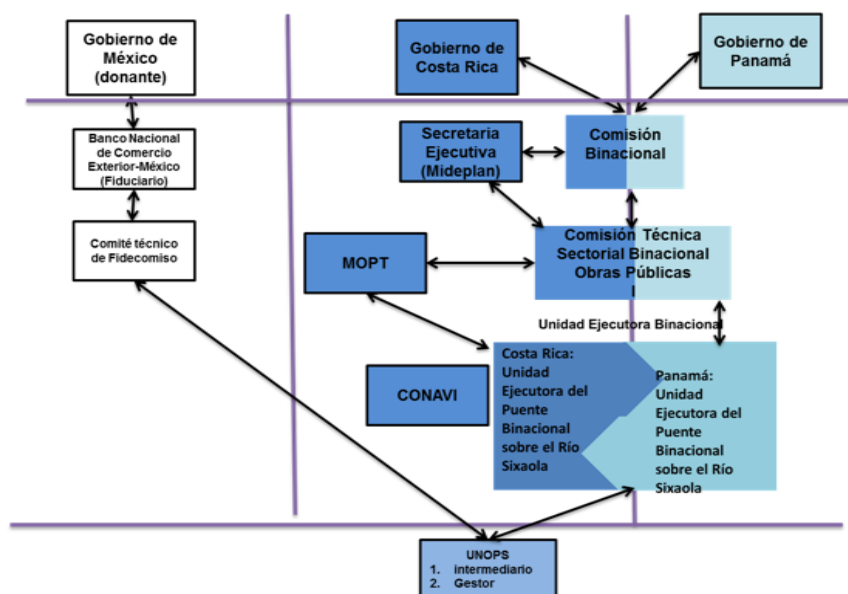 Gobierno de
México
(donante)
Gobierno de
Costa Rica
Gobierno de
Panamá
Banco Nacional
de Comercio
Exterior-México
(Fiduciario)
Secretaria
Ejecutiva
(Mideplan)
Comisión
Binacional
Comité técnico
de Fidecomiso
MOPT
Comisión Técnica
Sectorial Binacional
Obras Públicas
I
Unidad Ejecutora Binacional
CONAVI
Costa Rica:
Unidad
Ejecutora del
Puente
Binacional
sobre el Río
Sixaola
Panamá:
Unidad
Ejecutora del
Puente
Binacional
sobre el Río
Sixaola
UNOPS
1. intermediario
2. Gestor